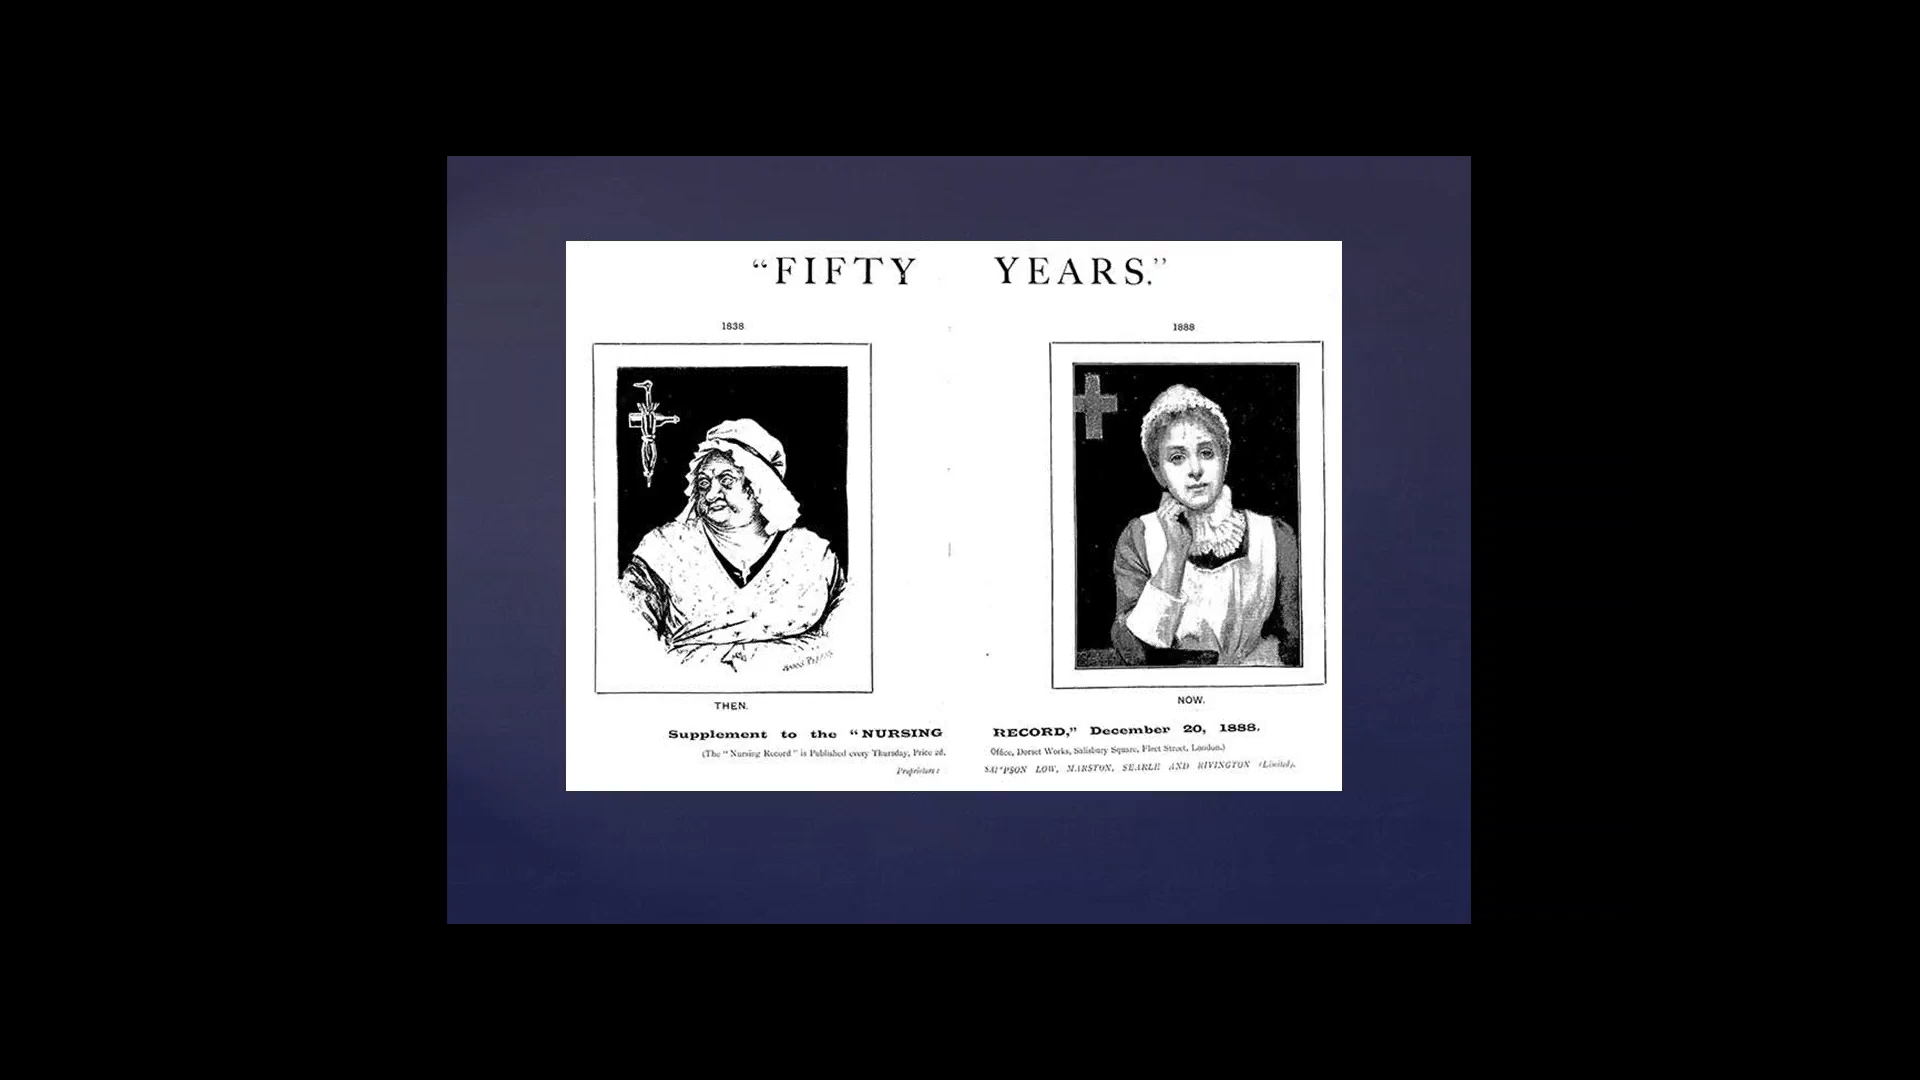 “FIFTY YEARS.”
1838
1888
THEN.
NOW.
Supplement to the “NURSING RECORD,” December 20, 1888.
(The “Nursing Record” is Published every Thursday, Price 2d. Office, Dorset Works, Salisbury Square, Fleet Street, London.)
Proprietors: SAMPSON LOW, MARSTON, SEARLE AND RIVINGTON (Limited).